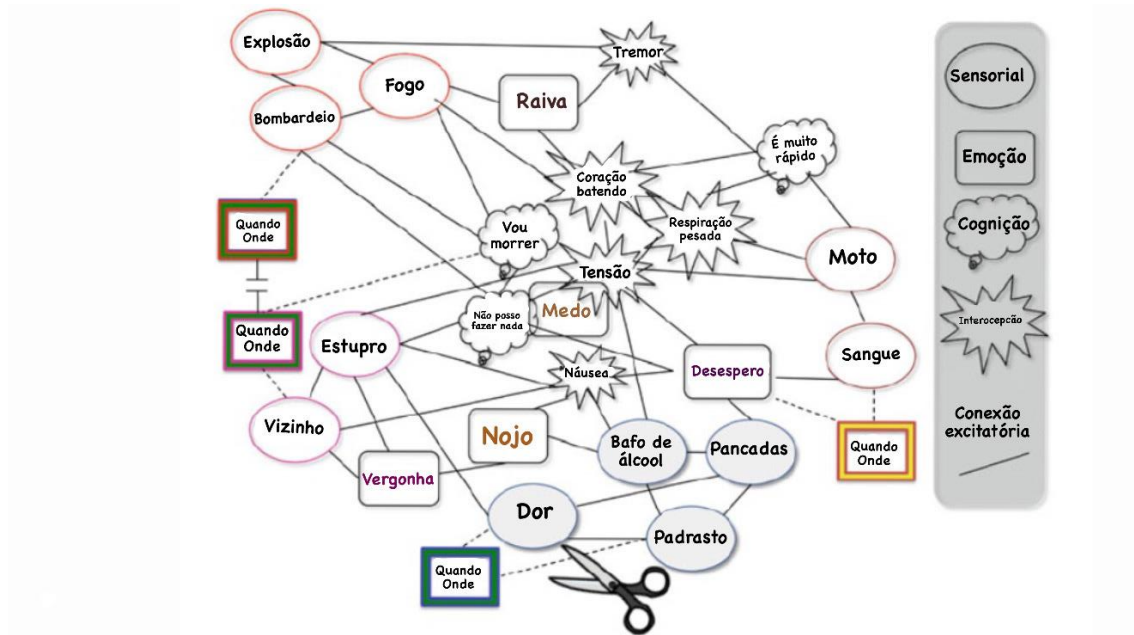 Explosão
Tremor
Fogo
Raiva
Bombardeio
É muito
rápido
Coração
batendo
Quando
Onde
Vou
morrer
Respiração
pesada
Moto
Tensão
Quando
Onde
Não posso
fazer nada
Medo
Estupro
Sangue
Náusea
Desespero
Vizinho
Nojo
Bafo de
álcool
Pancadas
Quando
Onde
Vergonha
Dor
Padrasto
Quando
Onde
Sensorial
Emoção
Cognição
Interocepcão
Conexão
excitatória